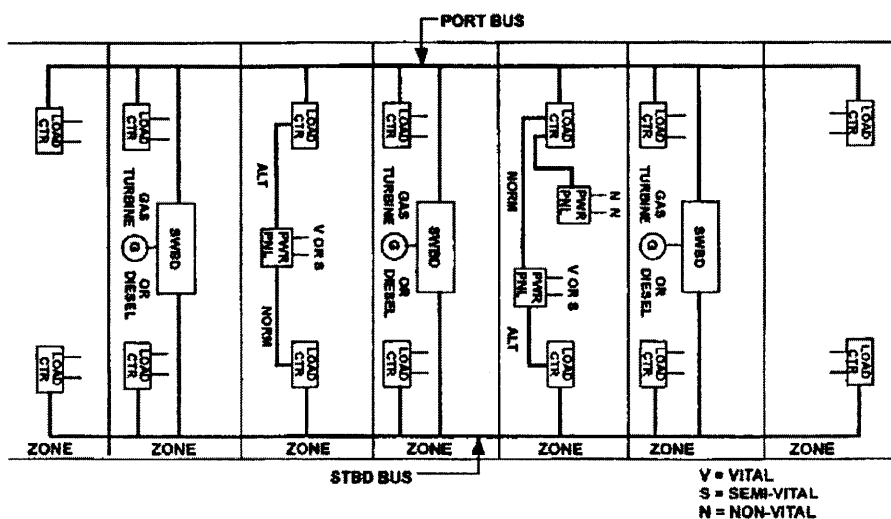 PORT BUS
LOAD CTR
LOAD CTR
LOAD CTR
LOAD CTR
LOAD CTR
LOAD CTR
LOAD CTR
ALT
NORM
PWR PNL
N N
GAS TURBINE
G
OR DIESEL
SWBD
PWR PNL
V OR S
NORM
GAS TURBINE
G
OR DIESEL
SWBD
PWR PNL
V OR S
ALT
GAS TURBINE
G
OR DIESEL
SWBD
LOAD CTR
LOAD CTR
LOAD CTR
LOAD CTR
LOAD CTR
LOAD CTR
LOAD CTR
ZONE
ZONE
ZONE
ZONE
ZONE
ZONE
ZONE
STBD BUS
V = VITAL
S = SEMI-VITAL
N = NON-VITAL